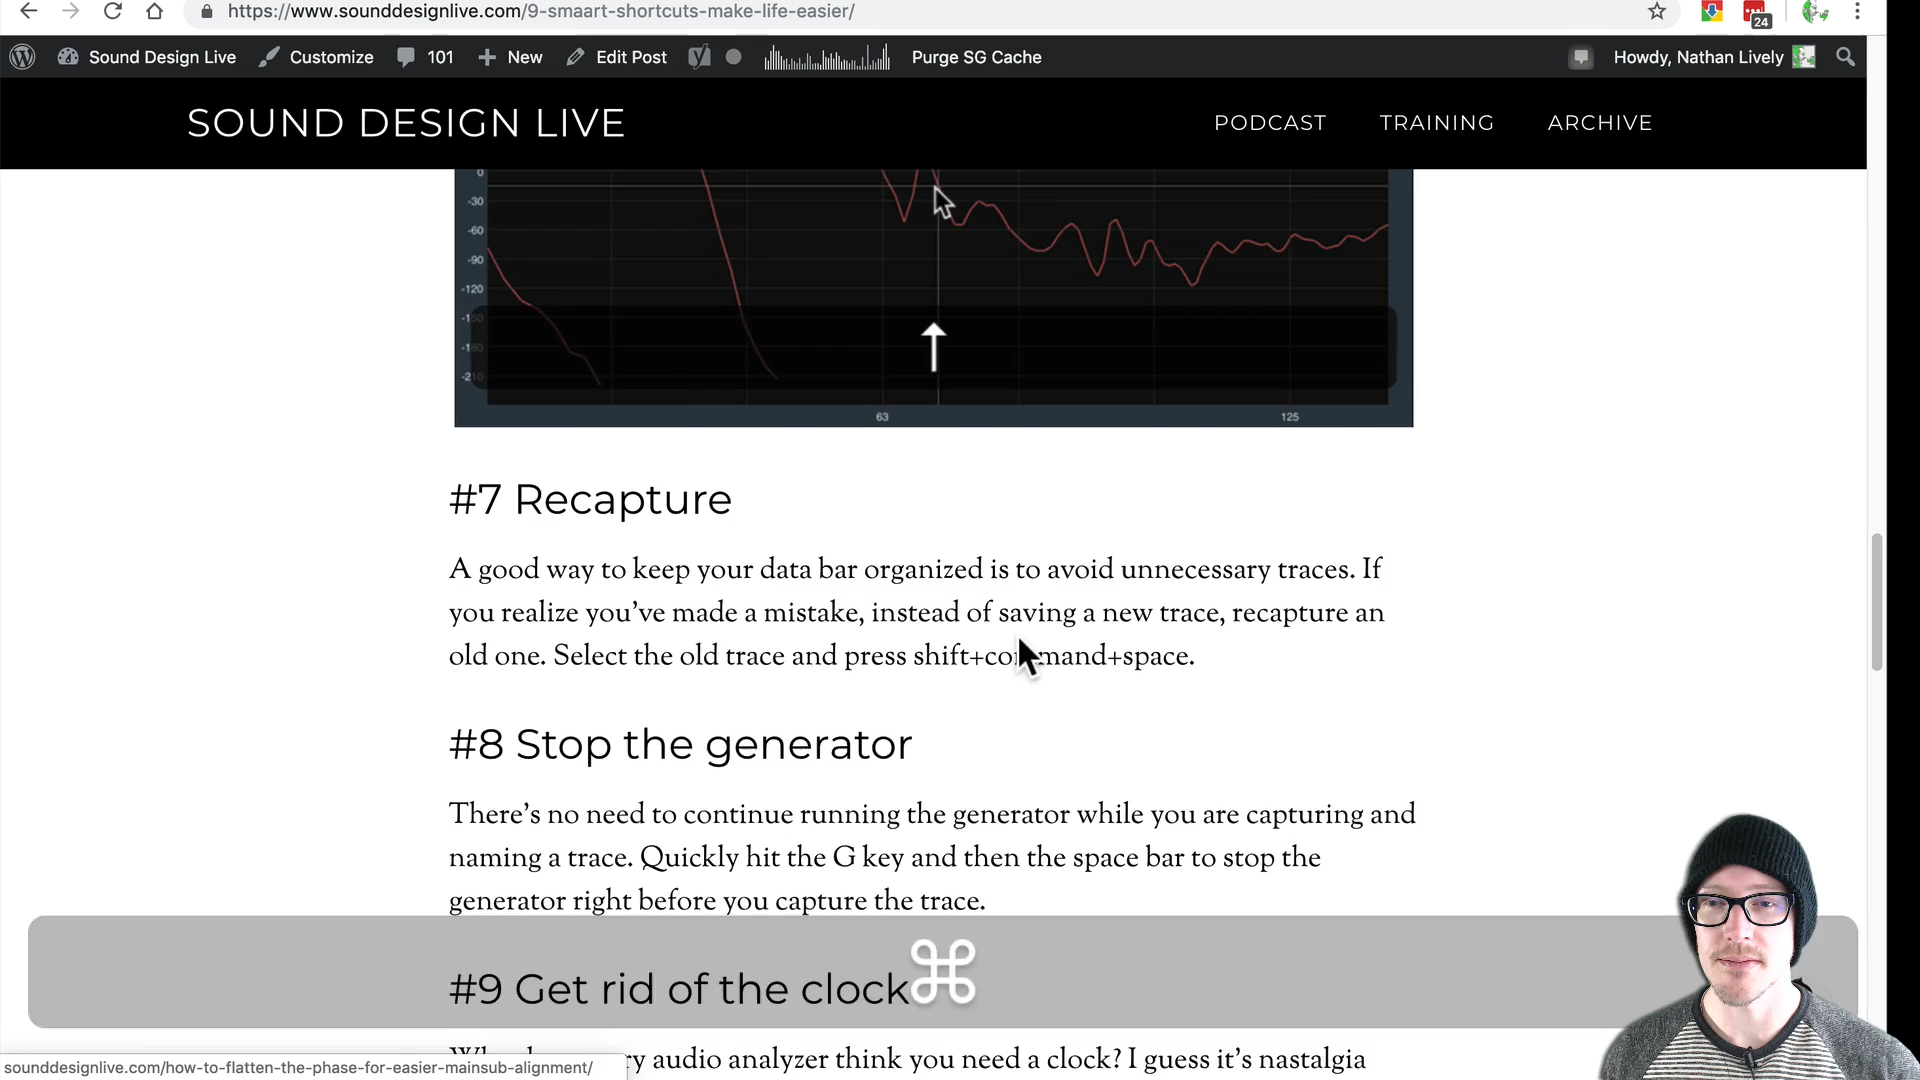 https://www.sounddesignlive.com/9-smaart-shortcuts-make-life-easier/
24
Sound Design Live
Customize
101
New
Edit Post
Purge SG Cache
Howdy, Nathan Lively
SOUND DESIGN LIVE
PODCAST
TRAINING
ARCHIVE
0
-30
-60
-90
-120
63
125
#7 Recapture
A good way to keep your data bar organized is to avoid unnecessary traces. If
you realize you've made a mistake, instead of saving a new trace, recapture an
old one. Select the old trace and press shift+command+space.
#8 Stop the generator
There's no need to continue running the generator while you are capturing and
naming a trace. Quickly hit the G key and then the space bar to stop the
generator right before you capture the trace.
#9 Get rid of the clock
audio analyzer think you need a clock? I guess it's nastalgia
sounddesignlive.com/how-to-flatten-the-phase-for-easier-mainsub-alignment/